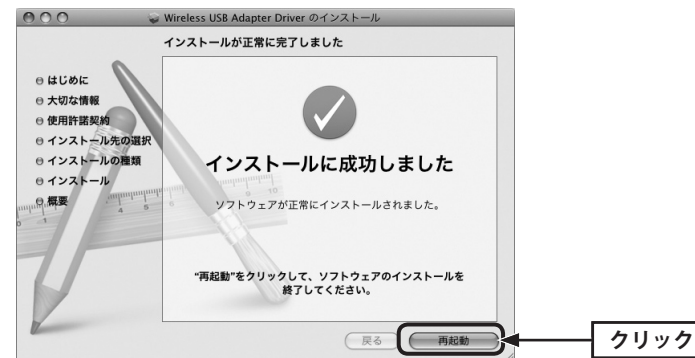 Wireless USB Adapter Driver のインストール
インストールが正常に完了しました
はじめに
大切な情報
使用許諾契約
インストール先の選択
インストールの種類
インストール
概要
インストールに成功しました
ソフトウェアが正常にインストールされました。
“再起動”をクリックして、ソフトウェアのインストールを
終了してください。
戻る
再起動
クリック